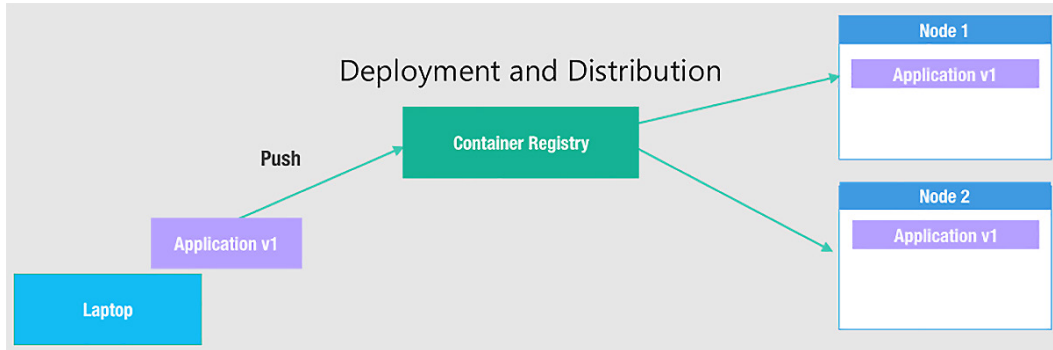 Deployment and Distribution
Push
Application v1
Laptop
Container Registry
Node 1
Application v1
Node 2
Application v1